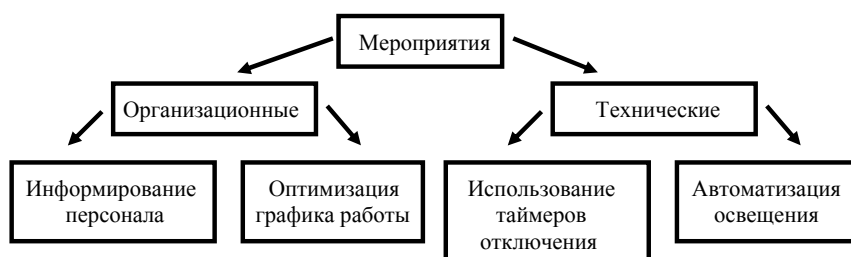 Мероприятия
Организационные
Технические
Информирование
персонала
Оптимизация
графика работы
Использование
таймеров
отключения
Автоматизация
освещения